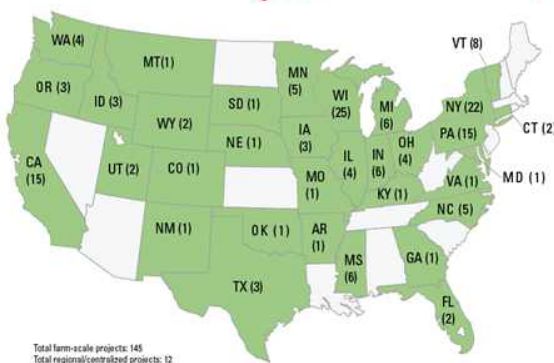 WA(4)
MT(1)
VT (8)
OR (3)
ID (3)
MN
(5)
WI
(25)
MI
(6)
NY (22)
SD (1)
WY (2)
CT (2)
PA (15)
IA
(3)
NE (1)
OH
(4)
CA
(15)
UT (2)
CO (1)
IL
(4)
IN
(6)
MD (1)
MO
(1)
VA (1)
KY (1)
NC (5)
NM (1)
OK (1)
AR
(1)
MS
(6)
GA (1)
TX (3)
FL
(2)
Total farm-scale projects: 145
Total regional/centralized projects: 12